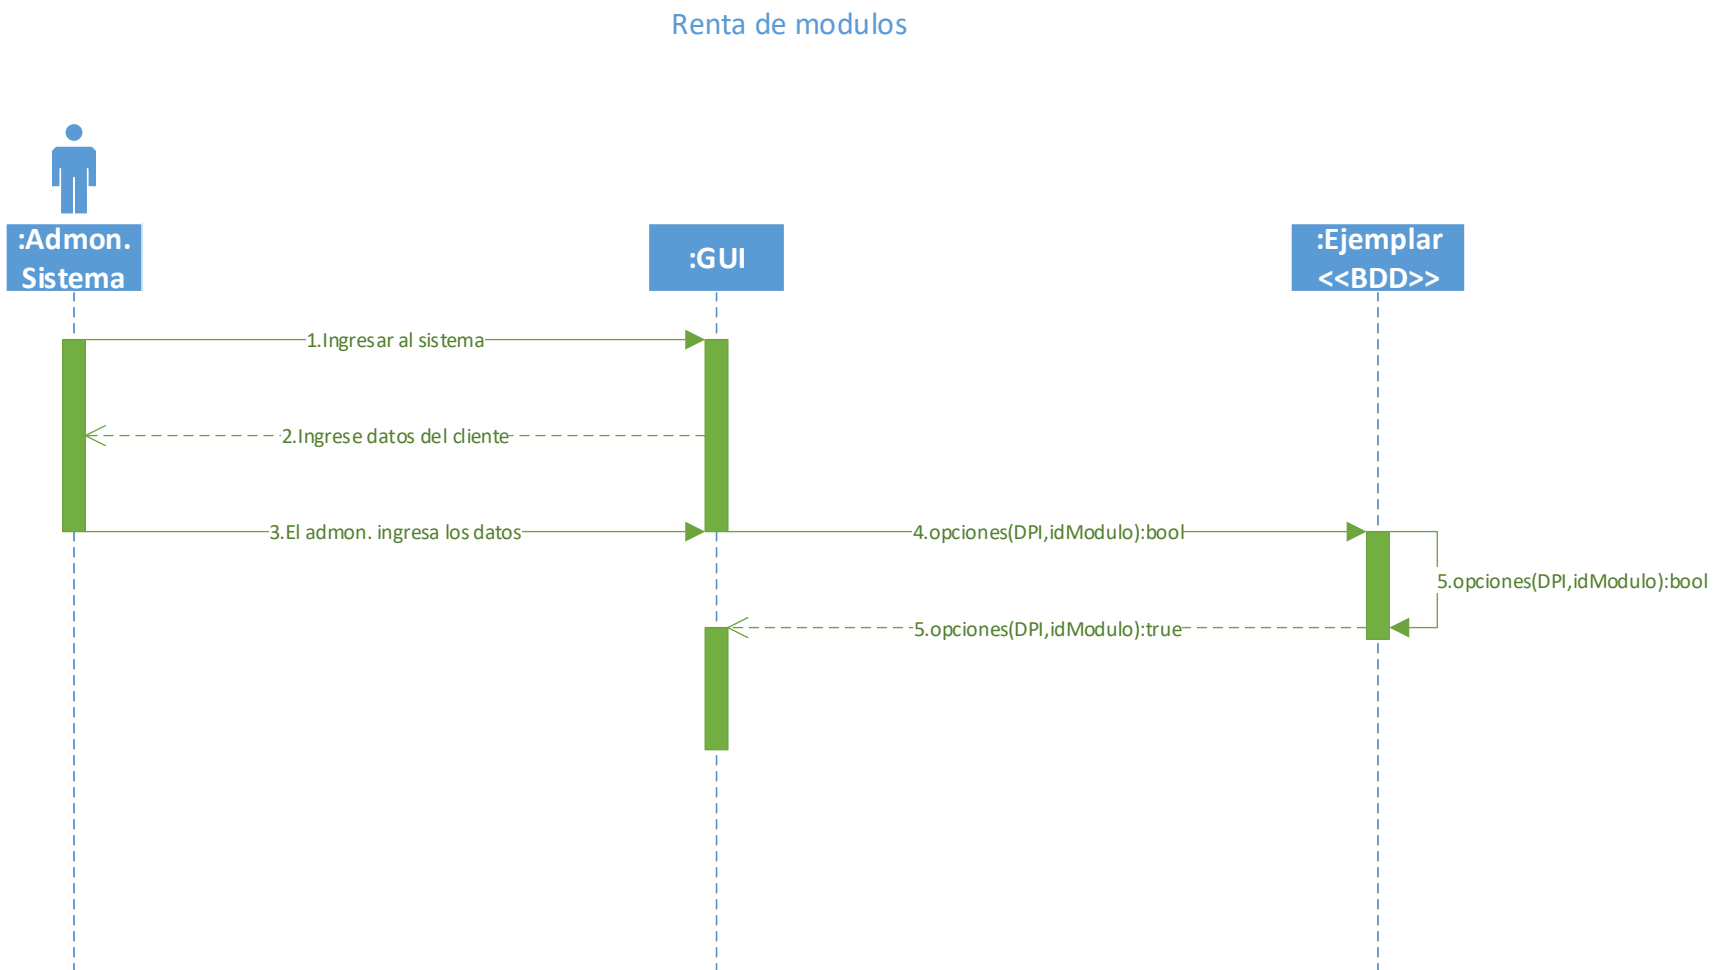 Renta de modulos
:Admon.
Sistema
:GUI
:Ejemplar
<<BDD>>
1.Ingresar al sistema
2.Ingrese datos del cliente
3.El admon. ingresa los datos
4.opciones(DPI,idModulo):bool
5.opciones(DPI,idModulo):bool
5.opciones(DPI,idModulo):true